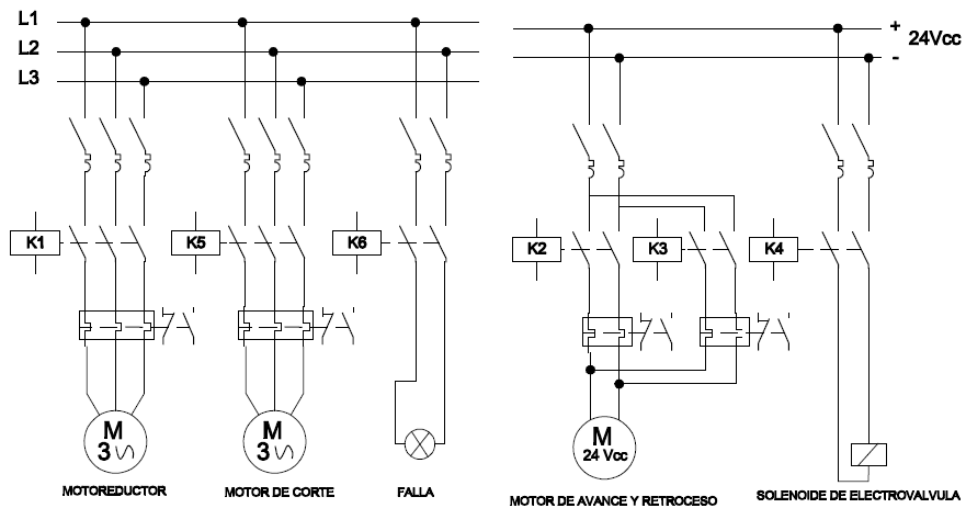 L1
L2
L3
+
24Vcc
-
K1
K5
K6
K2
K3
K4
M
3
M
3
M
24 Vcc
MOTOREDUCTOR
MOTOR DE CORTE
FALLA
MOTOR DE AVANCE Y RETROCESO
SOLENOIDE DE ELECTROVALVULA